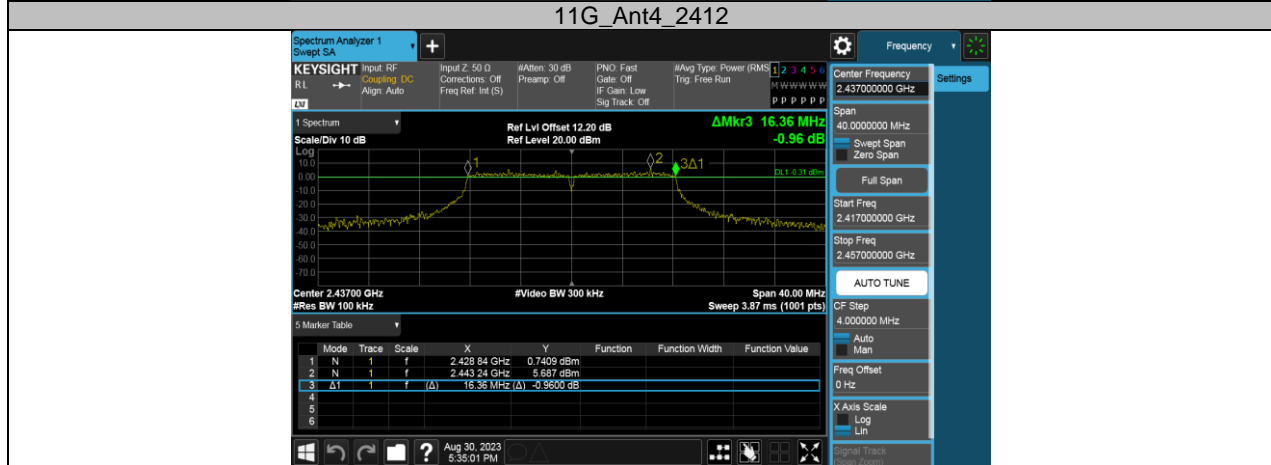 11G_Ant4_2412
Spectrum Analyzer 1
Swept SA
+
Frequency
KEYSIGHT
RL
LXI
Input: RF
Coupling: DC
Align: Auto
Input Z: 50 Ω
Corrections: Off
Freq Ref: Int (S)
#Atten: 30 dB
Preamp: Off
PNO: Fast
Gate: Off
IF Gain: Low
Sig Track: Off
#Avg Type: Power (RMS
Trig: Free Run
1 2 3 4 5 6
M W W W W W
P P P P P P
Center Frequency
2.437000000 GHz
Settings
Span
40.0000000 MHz
Swept Span
Zero Span
Full Span
Start Freq
2.417000000 GHz
Stop Freq
2.457000000 GHz
AUTO TUNE
CF Step
4.000000 MHz
Auto
Man
Freq Offset
0 Hz
X Axis Scale
Log
Lin
Signal Track
(Span Zoom)
1 Spectrum
Scale/Div 10 dB
Ref Lvl Offset 12.20 dB
Ref Level 20.00 dBm
ΔMkr3 16.36 MHz
-0.96 dB
Log
10.0
0.00
-10.0
-20.0
-30.0
-40.0
-50.0
-60.0
-70.0
1
2
3Δ1
DL1 -0.31 dBm
Center 2.43700 GHz
#Video BW 300 kHz
Span 40.00 MHz
#Res BW 100 kHz
Sweep 3.87 ms (1001 pts)
5 Marker Table
Mode Trace Scale X Y Function Function Width Function Value
1 N 1 f 2.428 84 GHz 0.7409 dBm
2 N 1 f 2.443 24 GHz 5.687 dBm
3 Δ1 1 f (Δ) 16.36 MHz (Δ) -0.9600 dB
4
5
6
?
Aug 30, 2023
5:35:01 PM